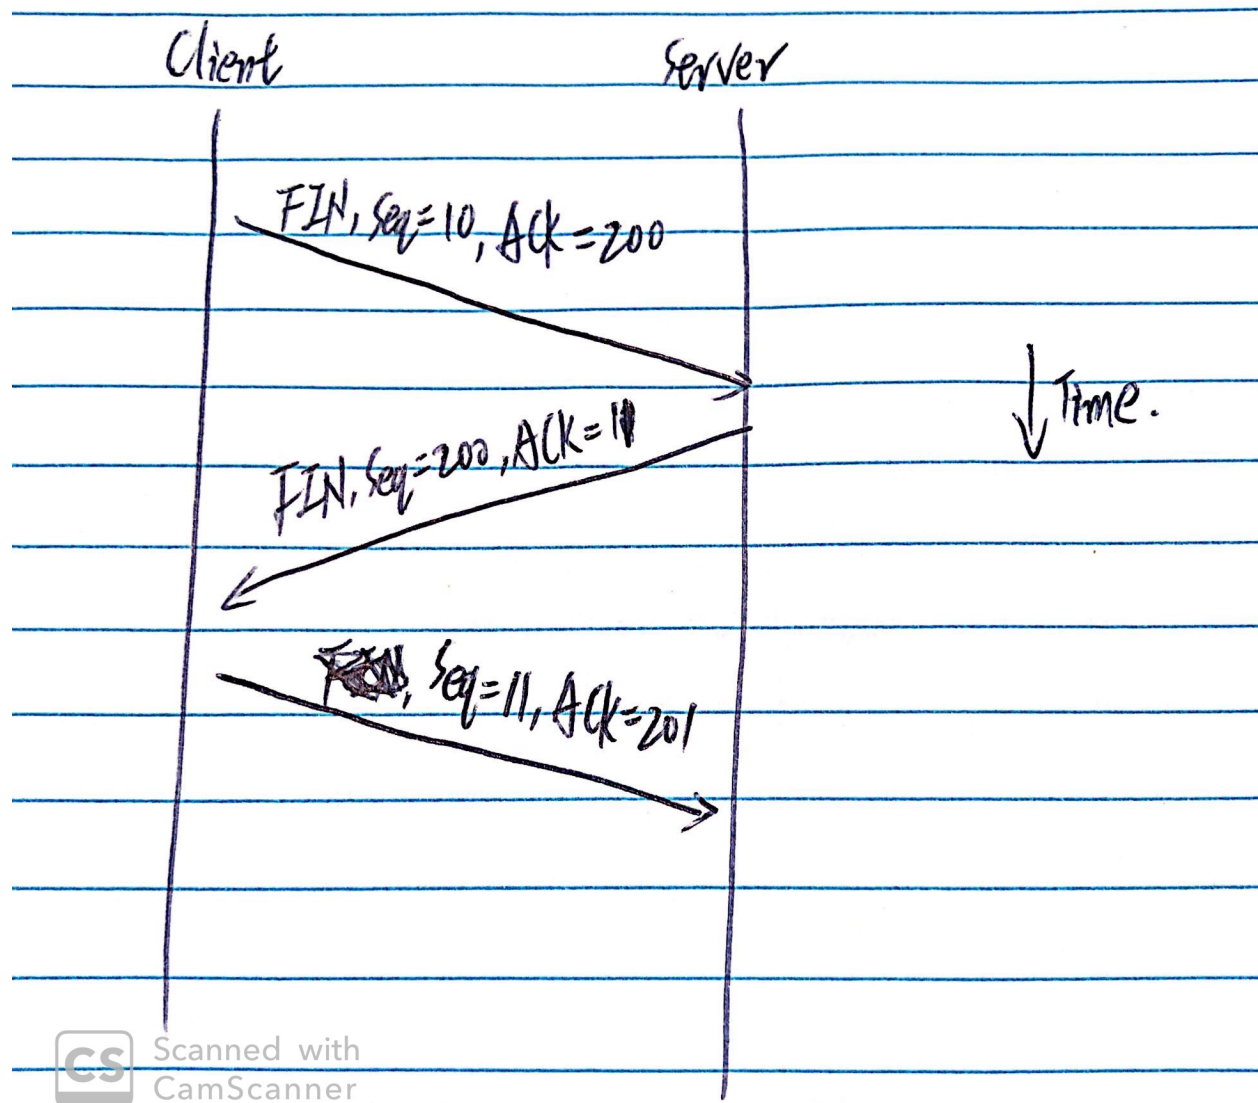 Client
Server
FIN, Seq=10, ACK=200
Time.
FIN, Seq=200, ACK=11
Seq=11, ACK=201
CS
Scanned with
CamScanner